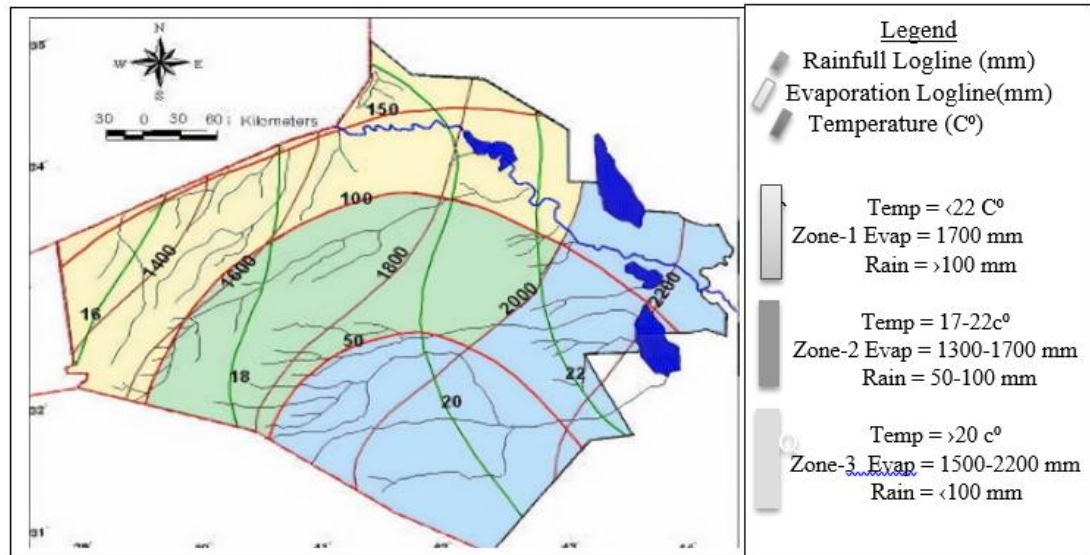 N
W E
S
30 0 30 60 Kilometers
150
100
1400
1600
1800
2000
2200
16
50
18
20
22
Legend
Rainfall Logline (mm)
Evaporation Logline(mm)
Temperature (C⁰)
Temp = ‹22 C⁰
Zone-1 Evap = 1700 mm
Rain = ›100 mm
Temp = 17-22c⁰
Zone-2 Evap = 1300-1700 mm
Rain = 50-100 mm
Temp = ›20 c⁰
Zone-3 Evap = 1500-2200 mm
Rain = ‹100 mm